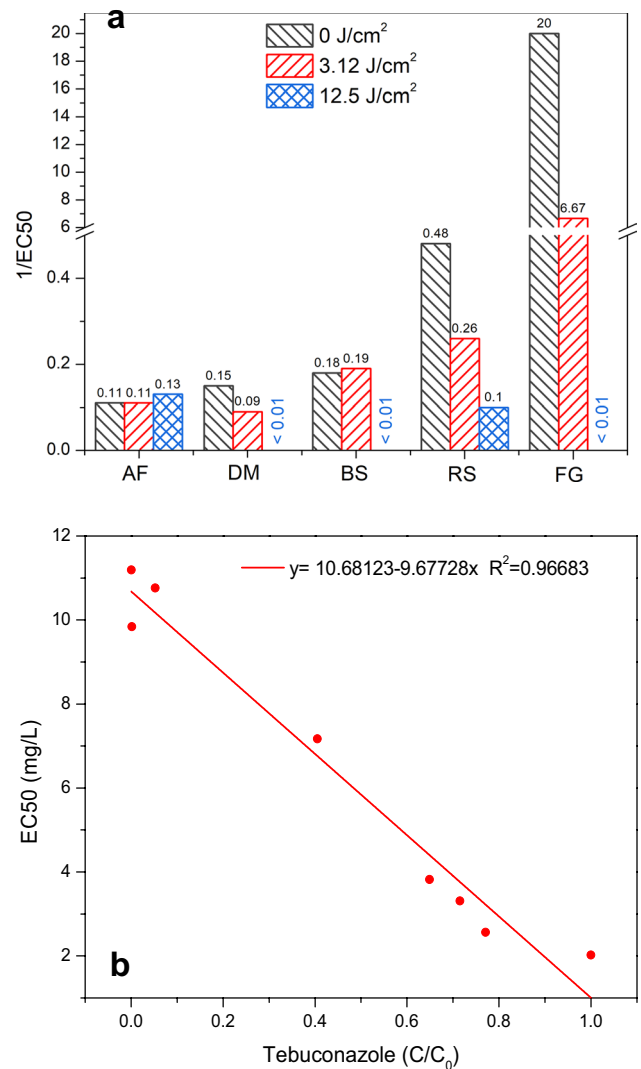 a
0 J/cm²
3.12 J/cm²
12.5 J/cm²
1/EC50
20
18
16
14
12
10
8
6
0.4
0.2
0.0
0.11 0.11 0.13
0.15 0.09 < 0.01
0.18 0.19 < 0.01
0.48 0.26 0.1
20 6.67 < 0.01
AF DM BS RS FG
y= 10.68123-9.67728x R²=0.96683
EC50 (mg/L)
12
10
8
6
4
2
b
0.0 0.2 0.4 0.6 0.8 1.0
Tebuconazole (C/C₀)